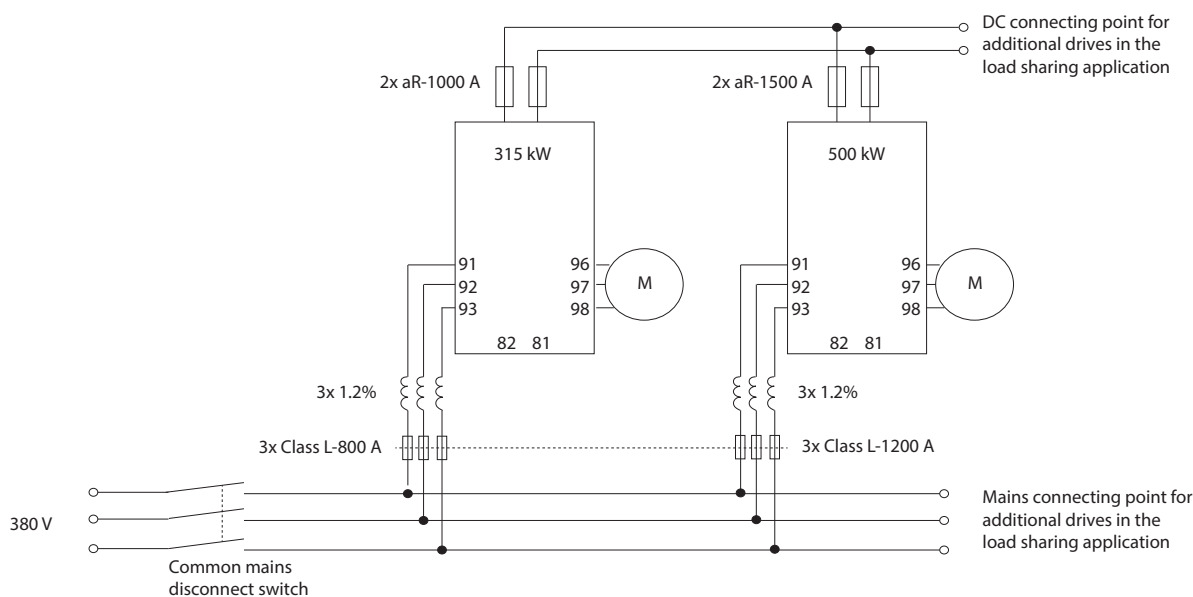 DC connecting point for
additional drives in the
load sharing application
2x aR-1000 A
2x aR-1500 A
315 kW
500 kW
91
92
93
96
97
98
M
82 81
91
92
93
96
97
98
M
82 81
3x 1.2%
3x 1.2%
3x Class L-800 A
3x Class L-1200 A
380 V
Mains connecting point for
additional drives in the
load sharing application
Common mains
disconnect switch